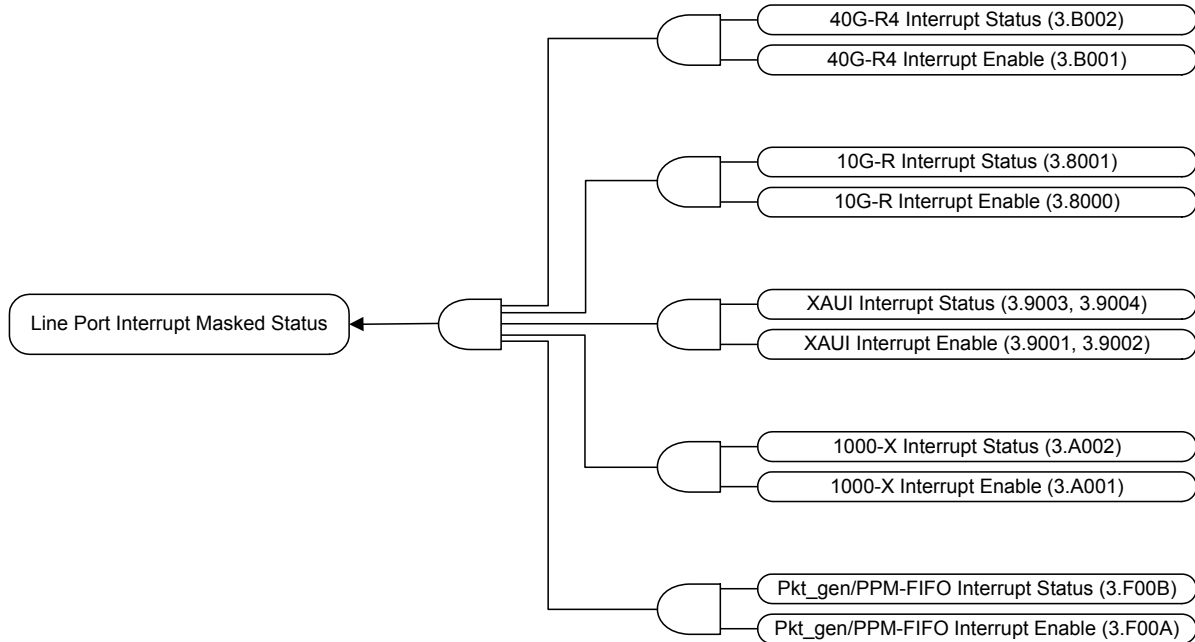 40G-R4 Interrupt Status (3.B002)
40G-R4 Interrupt Enable (3.B001)
10G-R Interrupt Status (3.8001)
10G-R Interrupt Enable (3.8000)
Line Port Interrupt Masked Status
XAUI Interrupt Status (3.9003, 3.9004)
XAUI Interrupt Enable (3.9001, 3.9002)
1000-X Interrupt Status (3.A002)
1000-X Interrupt Enable (3.A001)
Pkt_gen/PPM-FIFO Interrupt Status (3.F00B)
Pkt_gen/PPM-FIFO Interrupt Enable (3.F00A)